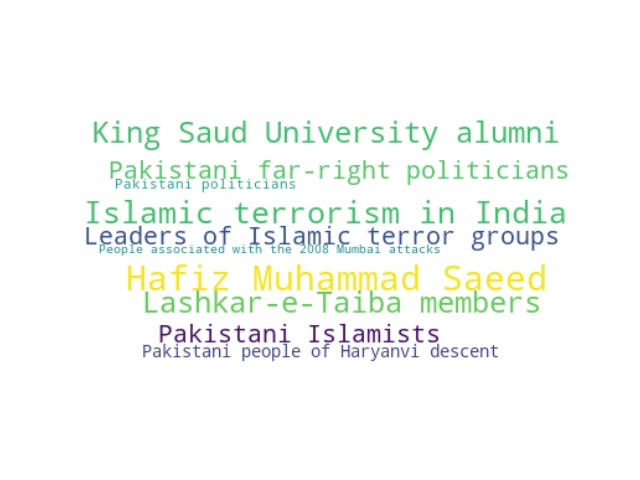 King Saud University alumni
Pakistani far-right politicians
Pakistani politicians
Islamic terrorism in India
Leaders of Islamic terror groups
People associated with the 2008 Mumbai attacks
Hafiz Muhammad Saeed
Lashkar-e-Taiba members
Pakistani Islamists
Pakistani people of Haryanvi descent